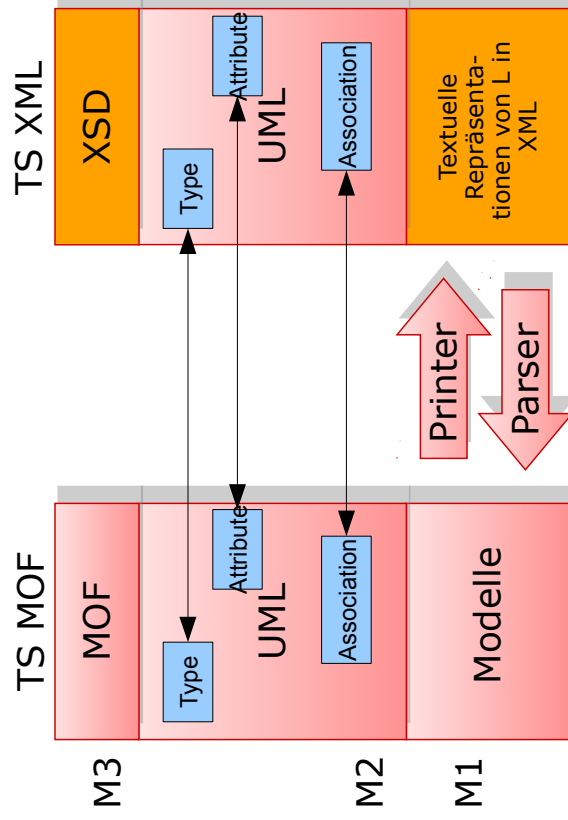 TS MOF
TS XML
M3
MOF
XSD
Type
Type
Attribute
Attribute
UML
UML
M2
Association
Association
M1
Modelle
Printer
Parser
Textuelle
Repräsenta-
tionen von L in
XML